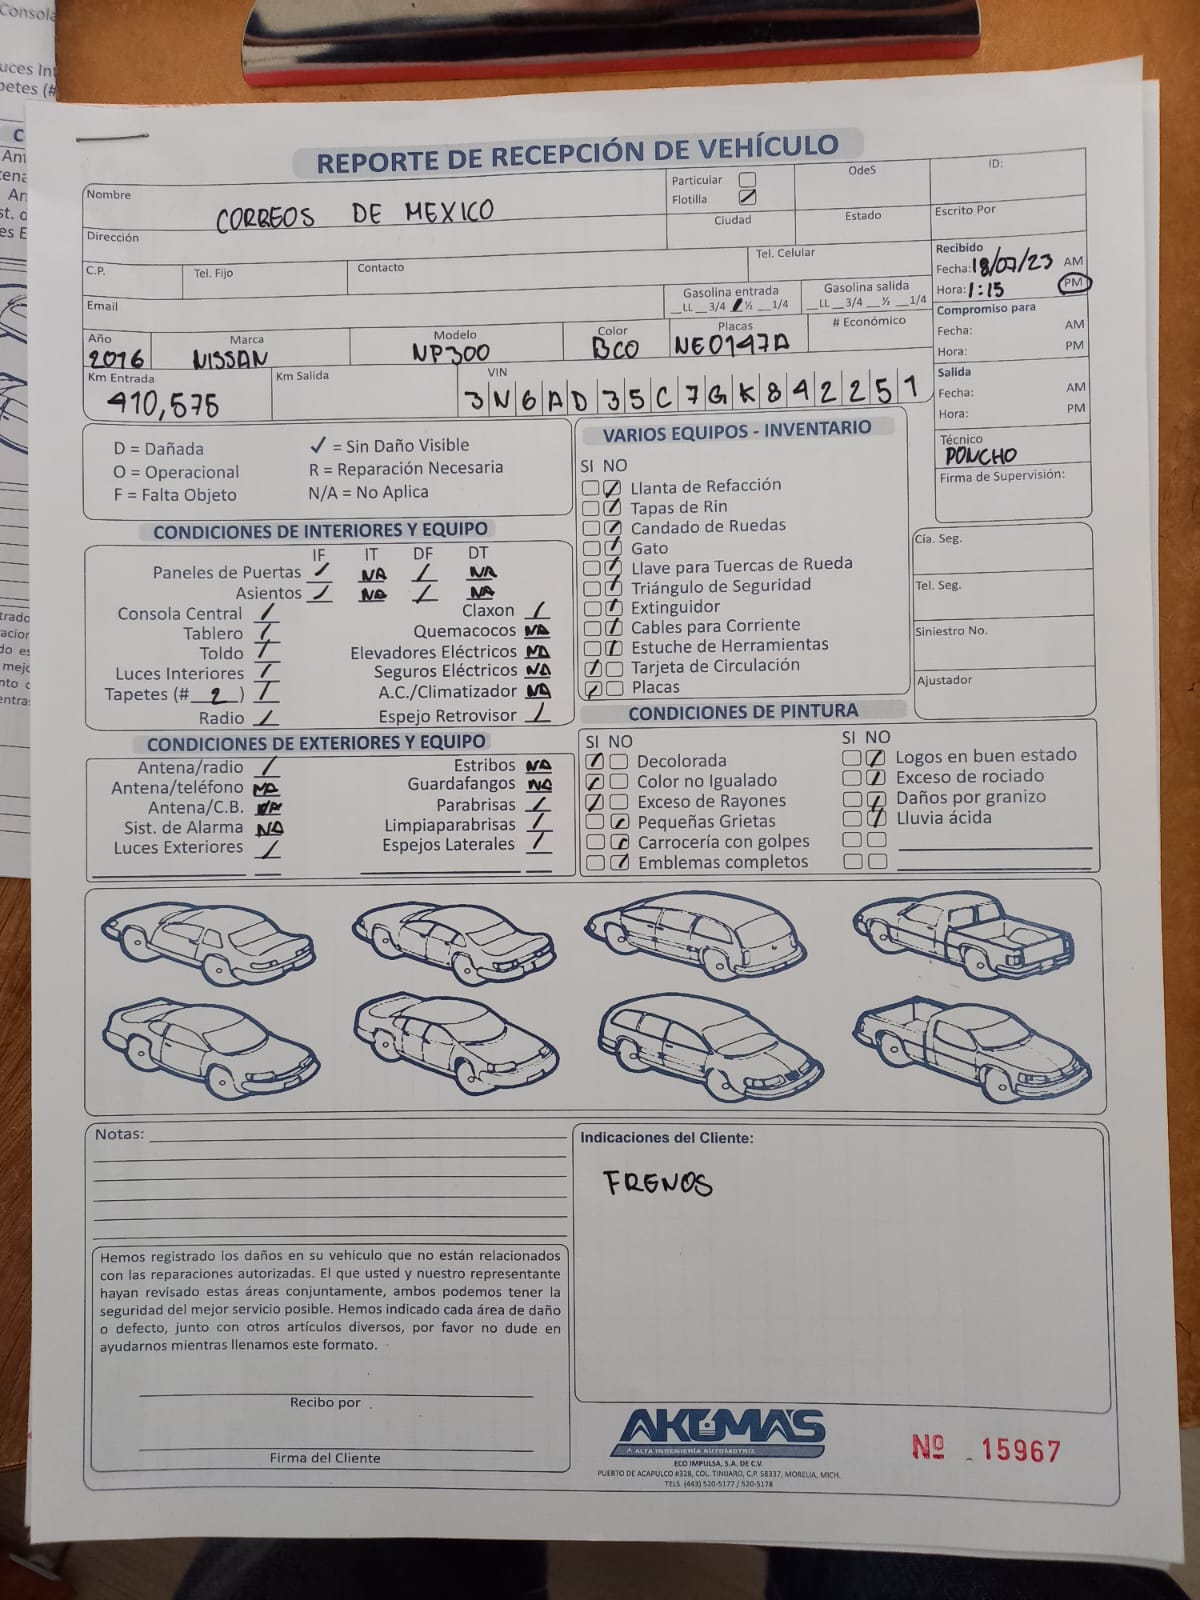 REPORTE DE RECEPCIÓN DE VEHÍCULO
Nombre CORREOS DE MEXICO
Particular
Flotilla ✓
OdeS
ID:
Dirección
Ciudad
Estado
Escrito Por
C.P.
Tel. Fijo
Contacto
Tel. Celular
Recibido
Fecha: 18/07/23 AM
Hora: 1:15 PM
Email
Gasolina entrada
__LL __3/4 __½ __1/4
Gasolina salida
__LL __3/4 __½ __1/4
Compromiso para
Fecha: AM
Hora: PM
Año 2016
Marca NISSAN
Modelo NP300
Color BCO
Placas NE0147A
# Económico
Km Entrada 410,575
Km Salida
VIN 3N6AD35C7GK842251
Salida
Fecha: AM
Hora: PM
Técnico
PONCHO
Firma de Supervisión:
D = Dañada ✓ = Sin Daño Visible
O = Operacional R = Reparación Necesaria
F = Falta Objeto N/A = No Aplica
CONDICIONES DE INTERIORES Y EQUIPO
IF IT DF DT
Paneles de Puertas ✓ NA ✓ NA
Asientos ✓ NA ✓ NA
Consola Central ✓ Claxon ✓
Tablero ✓ Quemacocos NA
Toldo ✓ Elevadores Eléctricos NA
Luces Interiores ✓ Seguros Eléctricos NA
Tapetes (# 2 ) ✓ A.C./Climatizador NA
Radio ✓ Espejo Retrovisor ✓
CONDICIONES DE EXTERIORES Y EQUIPO
Antena/radio ✓ Estribos NA
Antena/teléfono NA Guardafangos NA
Antena/C.B. NA Parabrisas ✓
Sist. de Alarma NA Limpiaparabrisas ✓
Luces Exteriores ✓ Espejos Laterales ✓
VARIOS EQUIPOS - INVENTARIO
SI NO
Llanta de Refacción
Tapas de Rin
Candado de Ruedas
Gato
Llave para Tuercas de Rueda
Triángulo de Seguridad
Extinguidor
Cables para Corriente
Estuche de Herramientas
Tarjeta de Circulación
Placas
Cía. Seg.
Tel. Seg.
Siniestro No.
Ajustador
CONDICIONES DE PINTURA
SI NO SI NO
Decolorada Logos en buen estado
Color no Igualado Exceso de rociado
Exceso de Rayones Daños por granizo
Pequeñas Grietas Lluvia ácida
Carrocería con golpes
Emblemas completos
Notas:
Indicaciones del Cliente:
FRENOS
Hemos registrado los daños en su vehiculo que no están relacionados
con las reparaciones autorizadas. El que usted y nuestro representante
hayan revisado estas áreas conjuntamente, ambos podemos tener la
seguridad del mejor servicio posible. Hemos indicado cada área de daño
o defecto, junto con otros artículos diversos, por favor no dude en
ayudarnos mientras llenamos este formato.
Recibo por
Firma del Cliente
AKUMA'S
ALTA INGENIERÍA AUTOMOTRIZ
ECO IMPULSA, S.A. DE C.V.
PUERTO DE ACAPULCO #328, COL. TINIJARO, C.P. 58337, MORELIA, MICH.
TELS. (443) 520-5177 / 520-5178
Nº 15967